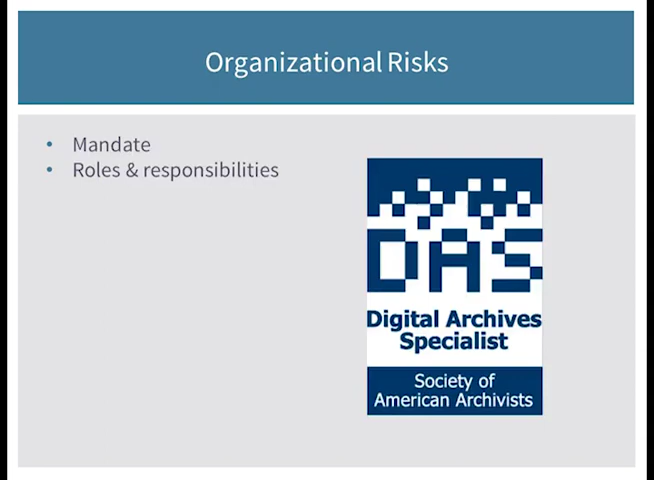 Organizational Risks
• Mandate
• Roles & responsibilities
DAS
Digital Archives
Specialist
Society of
American Archivists